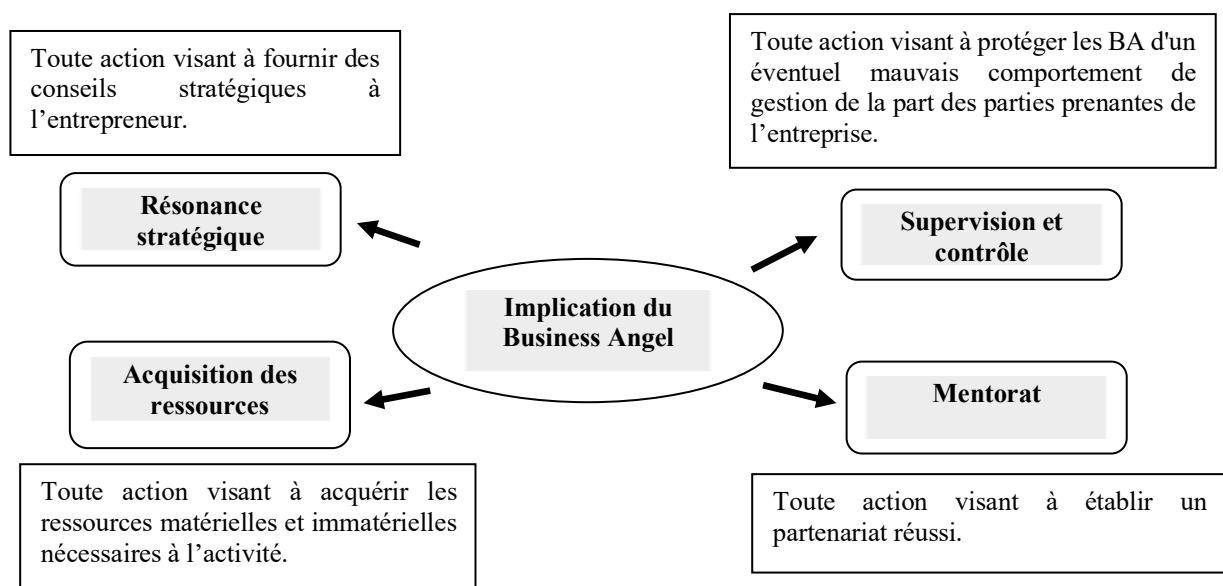 Toute action visant à fournir des
conseils stratégiques à
l’entrepreneur.
Toute action visant à protéger les BA d'un
éventuel mauvais comportement de
gestion de la part des parties prenantes de
l’entreprise.
Résonance
stratégique
Supervision et
contrôle
Implication du
Business Angel
Acquisition des
ressources
Mentorat
Toute action visant à acquérir les
ressources matérielles et immatérielles
nécessaires à l’activité.
Toute action visant à établir un
partenariat réussi.